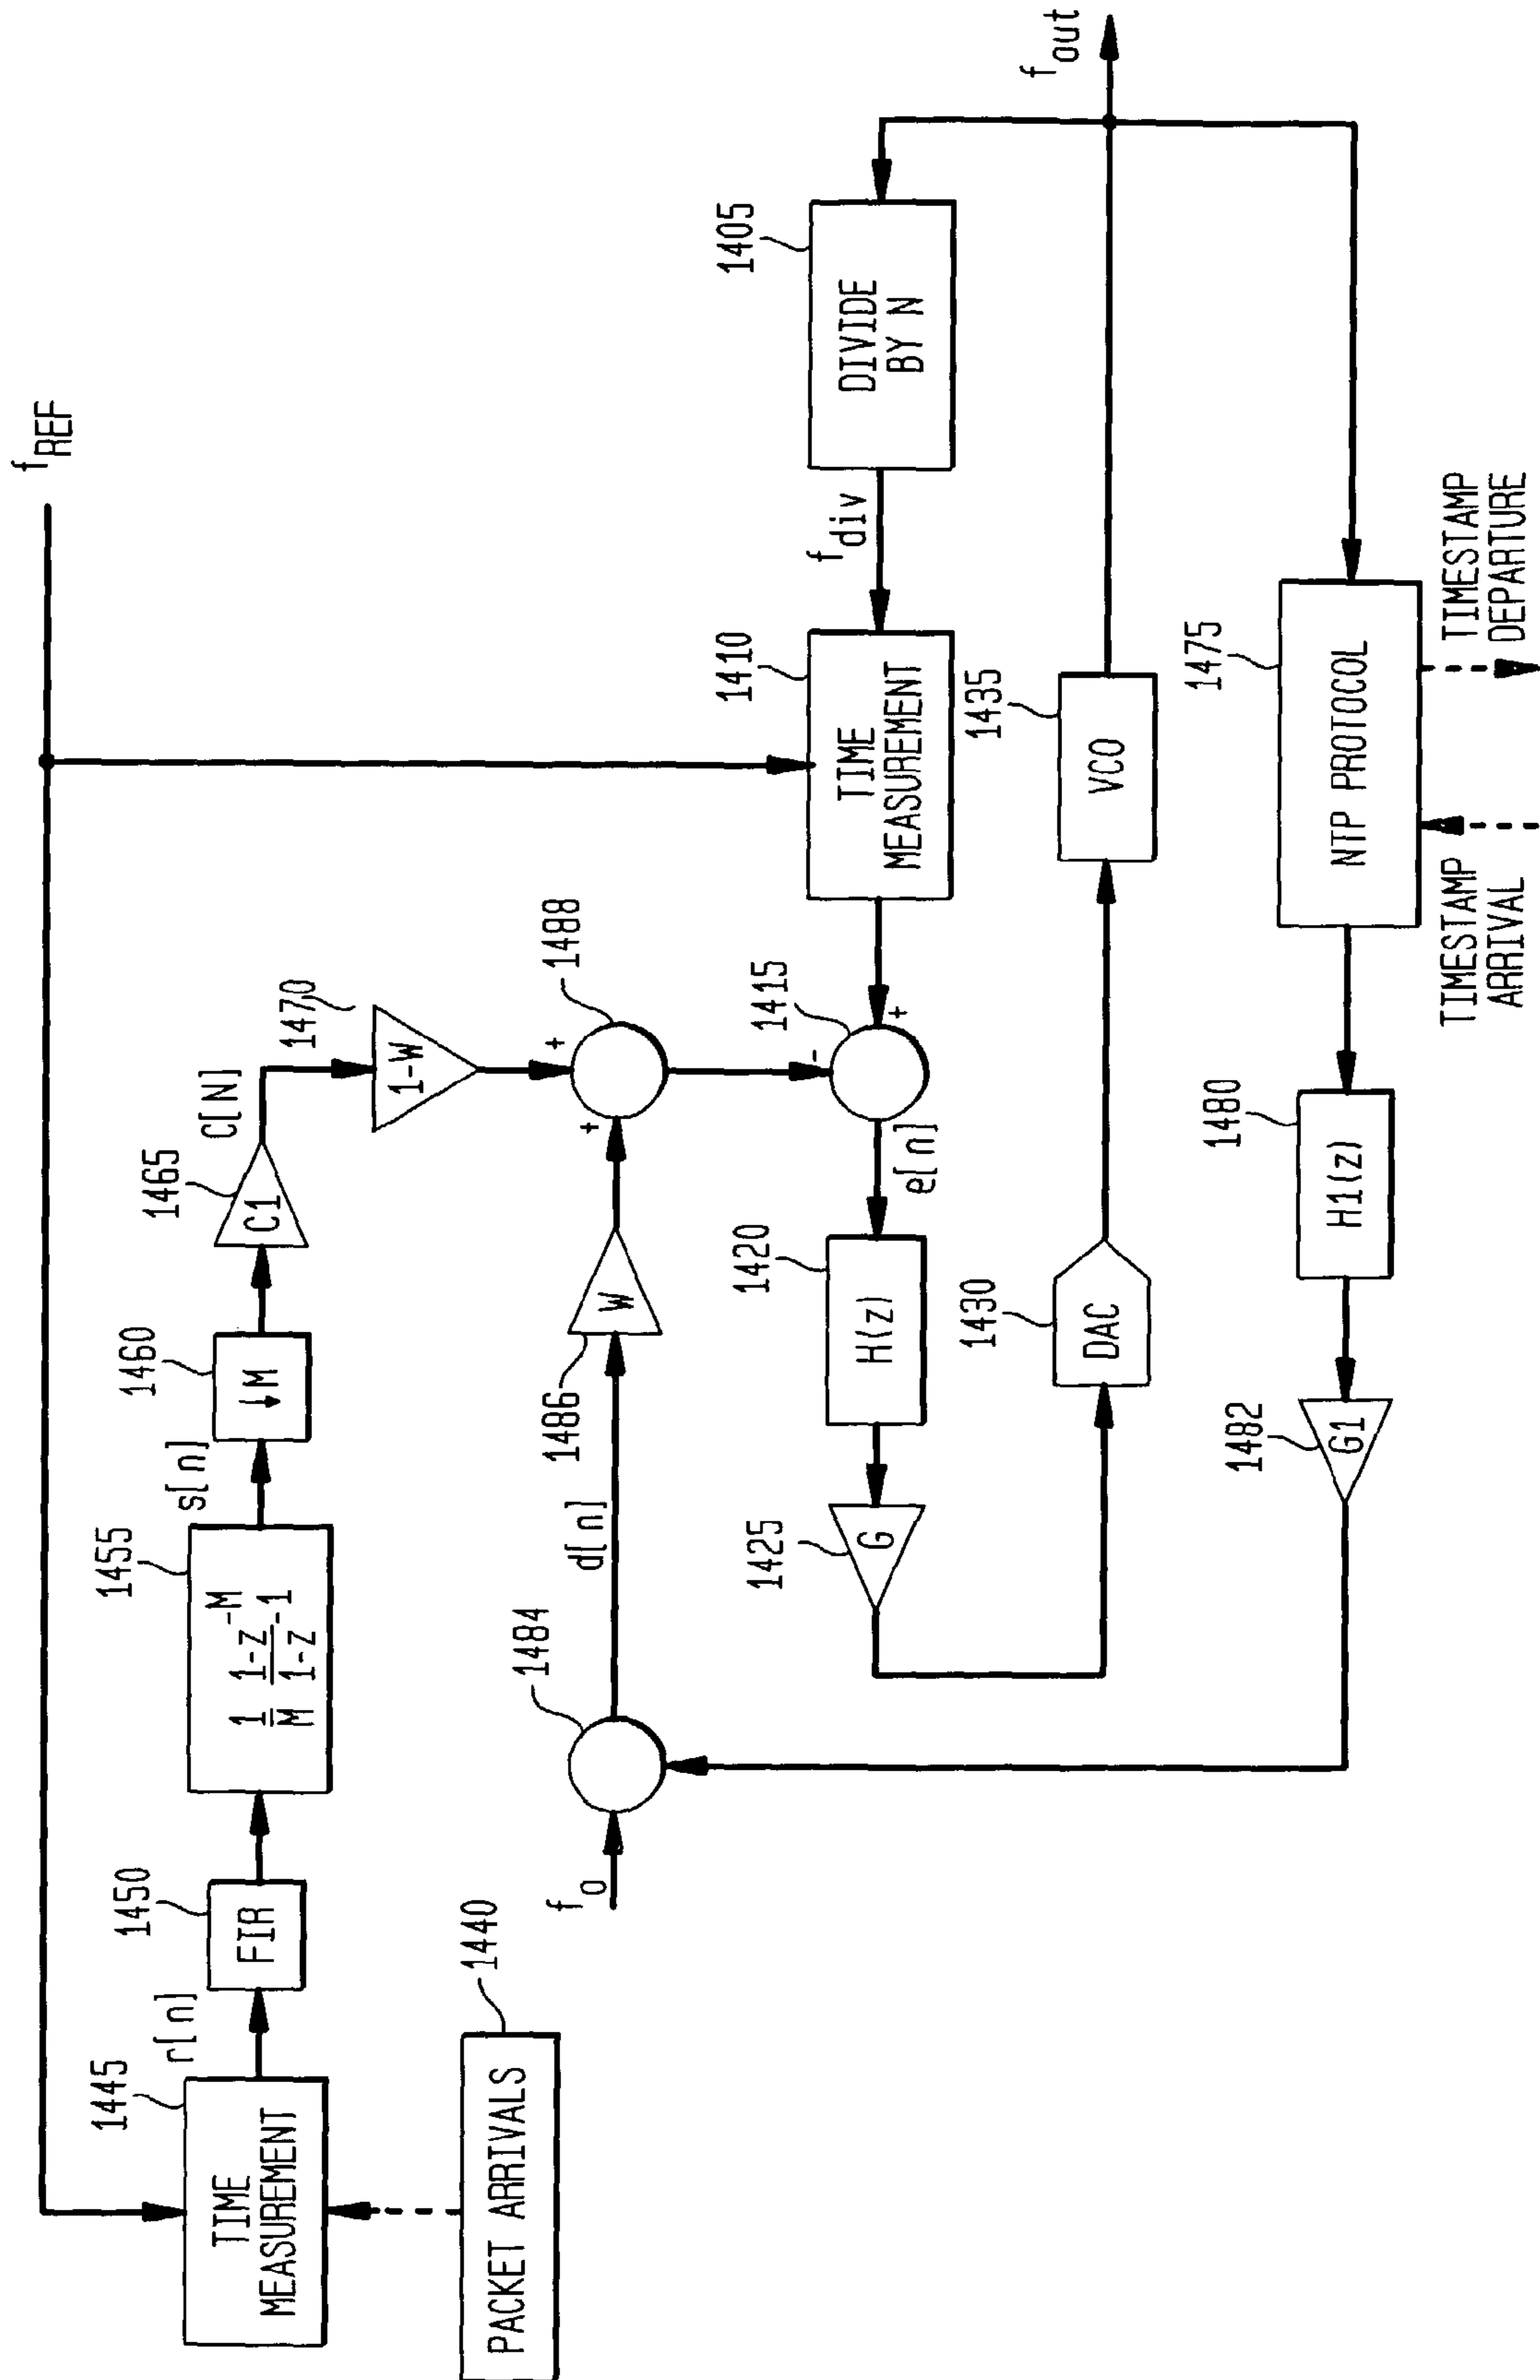 f_REF
1445
TIME
MEASUREMENT
r[n]
1450
FIR
1455
1/M (1-z^-M)/(1-z^-1)
s[n]
1460
↓M
1465
C1
C[N]
1470
1-W
PACKET ARRIVALS
1440
f_o
1484
d[n]
1486
W
1488
+
+
1415
-
+
e[n]
1410
TIME
MEASUREMENT
f_div
1405
DIVIDE
BY N
1420
H(z)
1425
G
1430
DAC
1435
VCO
f_out
1482
G1
1480
H1(z)
1475
NTP PROTOCOL
TIMESTAMP
ARRIVAL
TIMESTAMP
DEPARTURE